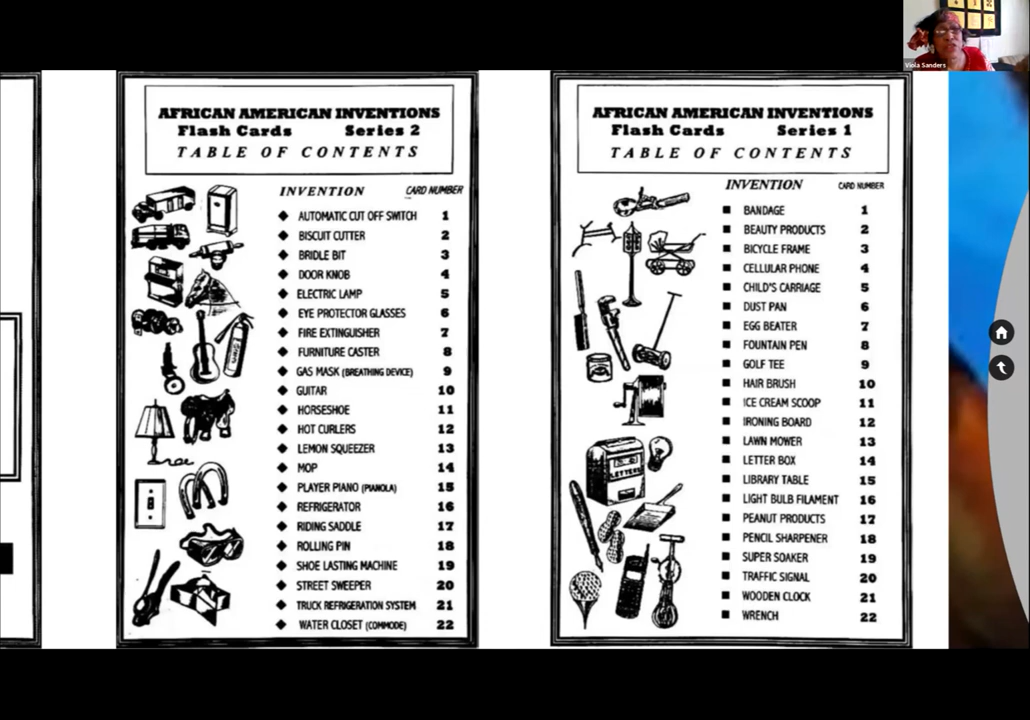 Viola Sanders
AFRICAN AMERICAN INVENTIONS
Flash Cards Series 2
TABLE OF CONTENTS
INVENTION CARD NUMBER
AUTOMATIC CUT OFF SWITCH 1
BISCUIT CUTTER 2
BRIDLE BIT 3
DOOR KNOB 4
ELECTRIC LAMP 5
EYE PROTECTOR GLASSES 6
FIRE EXTINGUISHER 7
FURNITURE CASTER 8
GAS MASK (BREATHING DEVICE) 9
GUITAR 10
HORSESHOE 11
HOT CURLERS 12
LEMON SQUEEZER 13
MOP 14
PLAYER PIANO (PIANOLA) 15
REFRIGERATOR 16
RIDING SADDLE 17
ROLLING PIN 18
SHOE LASTING MACHINE 19
STREET SWEEPER 20
TRUCK REFRIGERATION SYSTEM 21
WATER CLOSET (COMMODE) 22
AFRICAN AMERICAN INVENTIONS
Flash Cards Series 1
TABLE OF CONTENTS
INVENTION CARD NUMBER
BANDAGE 1
BEAUTY PRODUCTS 2
BICYCLE FRAME 3
CELLULAR PHONE 4
CHILD'S CARRIAGE 5
DUST PAN 6
EGG BEATER 7
FOUNTAIN PEN 8
GOLF TEE 9
HAIR BRUSH 10
ICE CREAM SCOOP 11
IRONING BOARD 12
LAWN MOWER 13
LETTER BOX 14
LIBRARY TABLE 15
LIGHT BULB FILAMENT 16
PEANUT PRODUCTS 17
PENCIL SHARPENER 18
SUPER SOAKER 19
TRAFFIC SIGNAL 20
WOODEN CLOCK 21
WRENCH 22
LETTERS